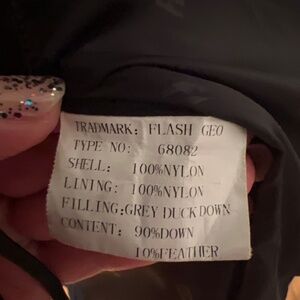 TRADMARK: FLASH GEO
TYPE NO: 68082
SHELL: 100%NYLON
LINING: 100%NYLON
FILLING:GREY DUCK DOWN
CONTENT: 90%DOWN
10%FEATHER